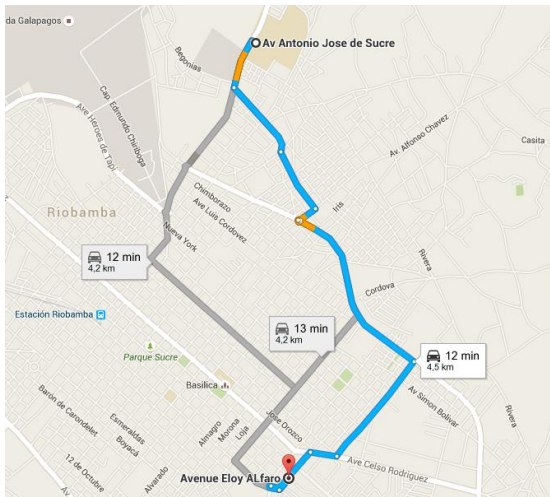 da Galapagos
Av Antonio Jose de Sucre
Begonias
Cap. Edmundo Chiriboga
Ave Heroes de Tapi
Av. Alfonso Chavez
Casita
Chimborazo
Ave Luis Cordovez
Iris
Riobamba
Nueva York
12 min
4,2 km
Rivera
Cordova
Estación Riobamba
13 min
4,2 km
Parque Sucre
12 min
4,5 km
Basilica
Barón de Carondelet
Av Simon Bolivar
Rivera
Esmeraldas
Boyacá
Almagro
Morona
Loja
Jose Orozco
12 de Octubre
Alvarado
Avenue Eloy ALfaro
Ave Celso Rodriguez
Av